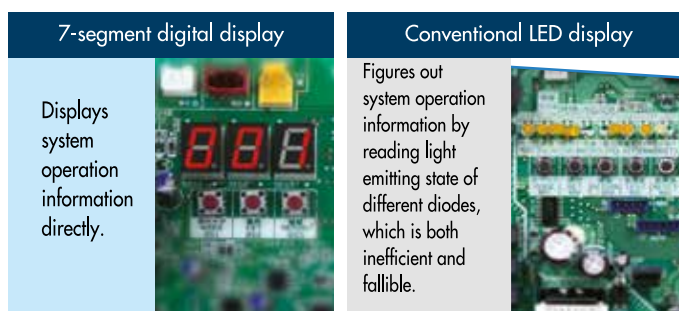 7-segment digital display
Displays
system
operation
information
directly.
001
Conventional LED display
Figures out
system operation
information by
reading light
emitting state of
different diodes,
which is both
inefficient and
fallible.